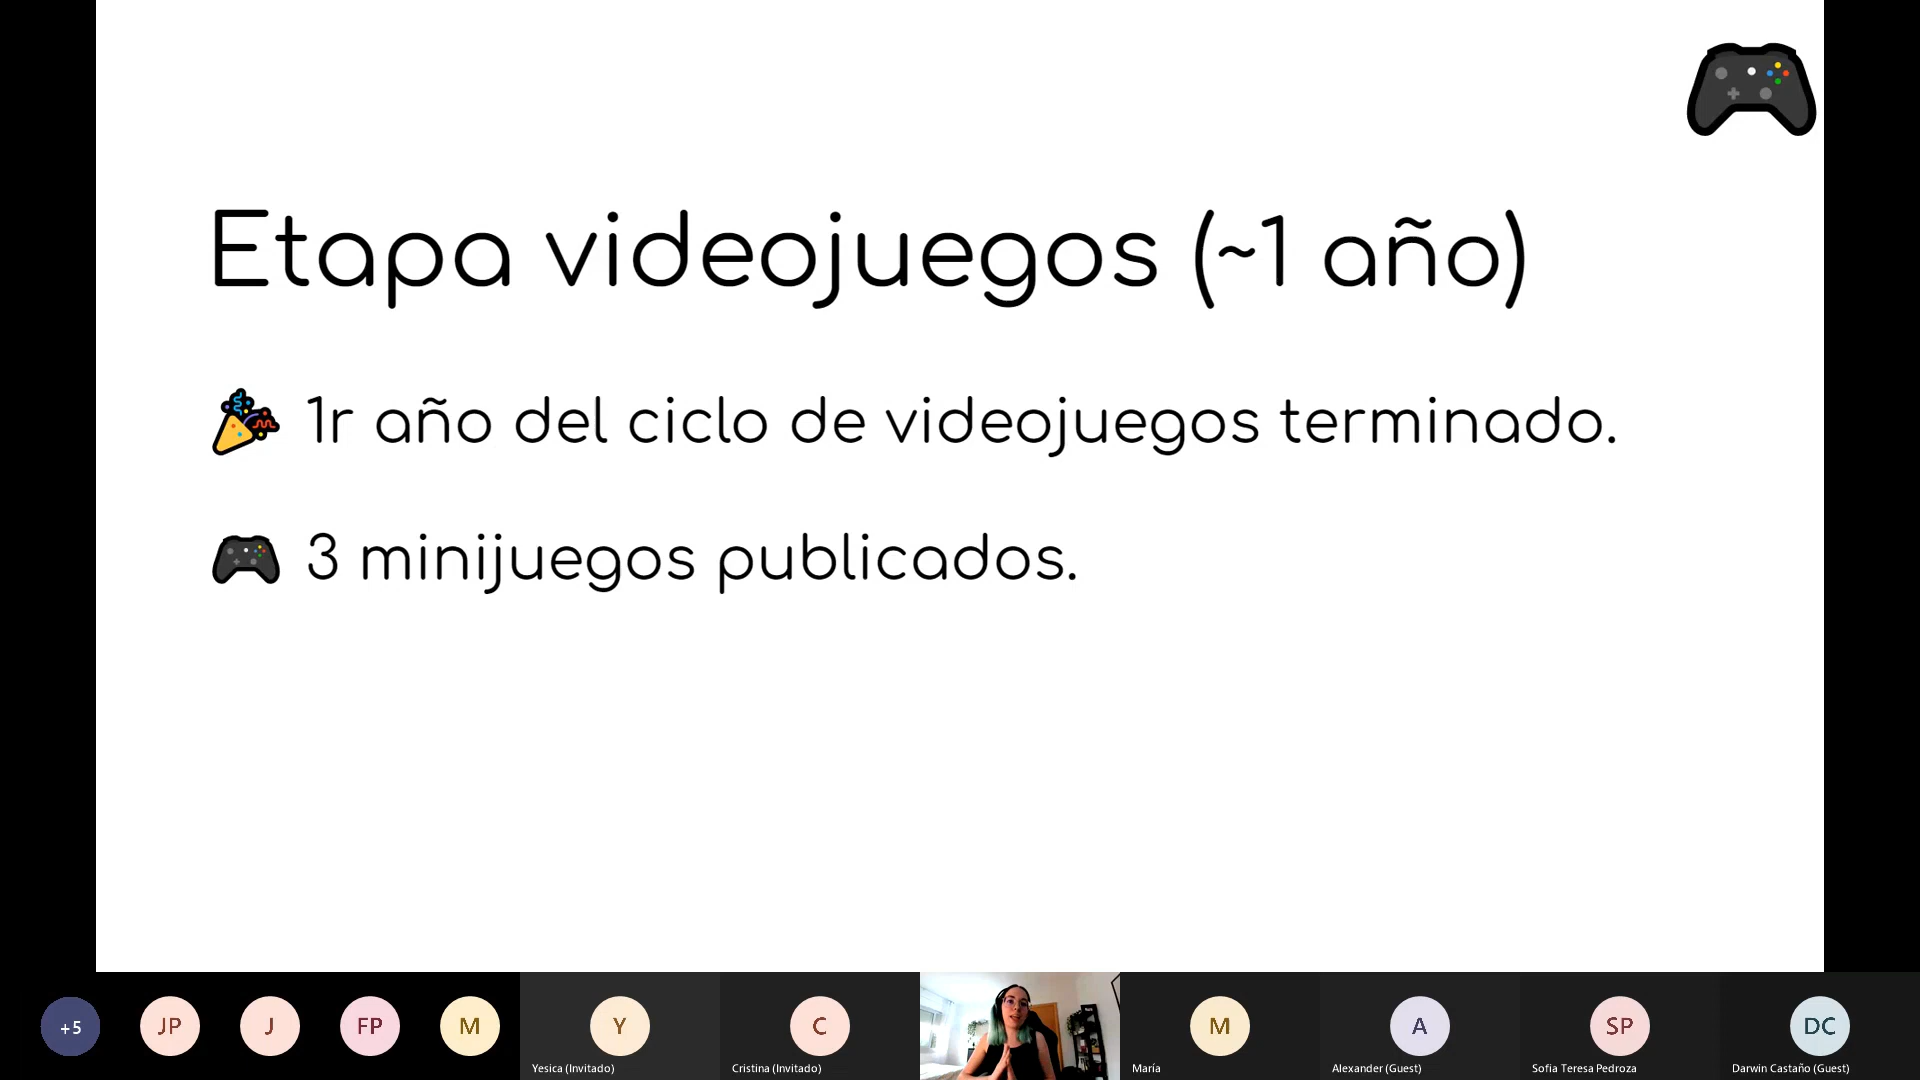 Etapa videojuegos (~1 año)
1r año del ciclo de videojuegos terminado.
3 minijuegos publicados.
+5
JP
J
FP
M
Y
Yesica (Invitado)
C
Cristina (Invitado)
M
María
A
Alexander (Guest)
SP
Sofia Teresa Pedroza
DC
Darwin Castaño (Guest)